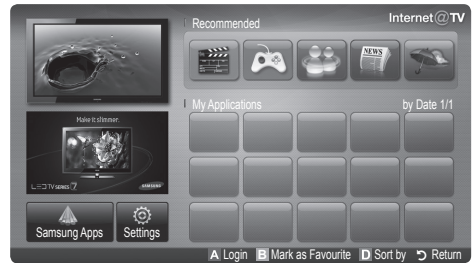 Internet@TV
Recommended
NEWS
My Applications by Date 1/1
Make it slimmer.
LED TV SERIES 7 SAMSUNG
Samsung Apps Settings
A Login B Mark as Favourite D Sort by Return